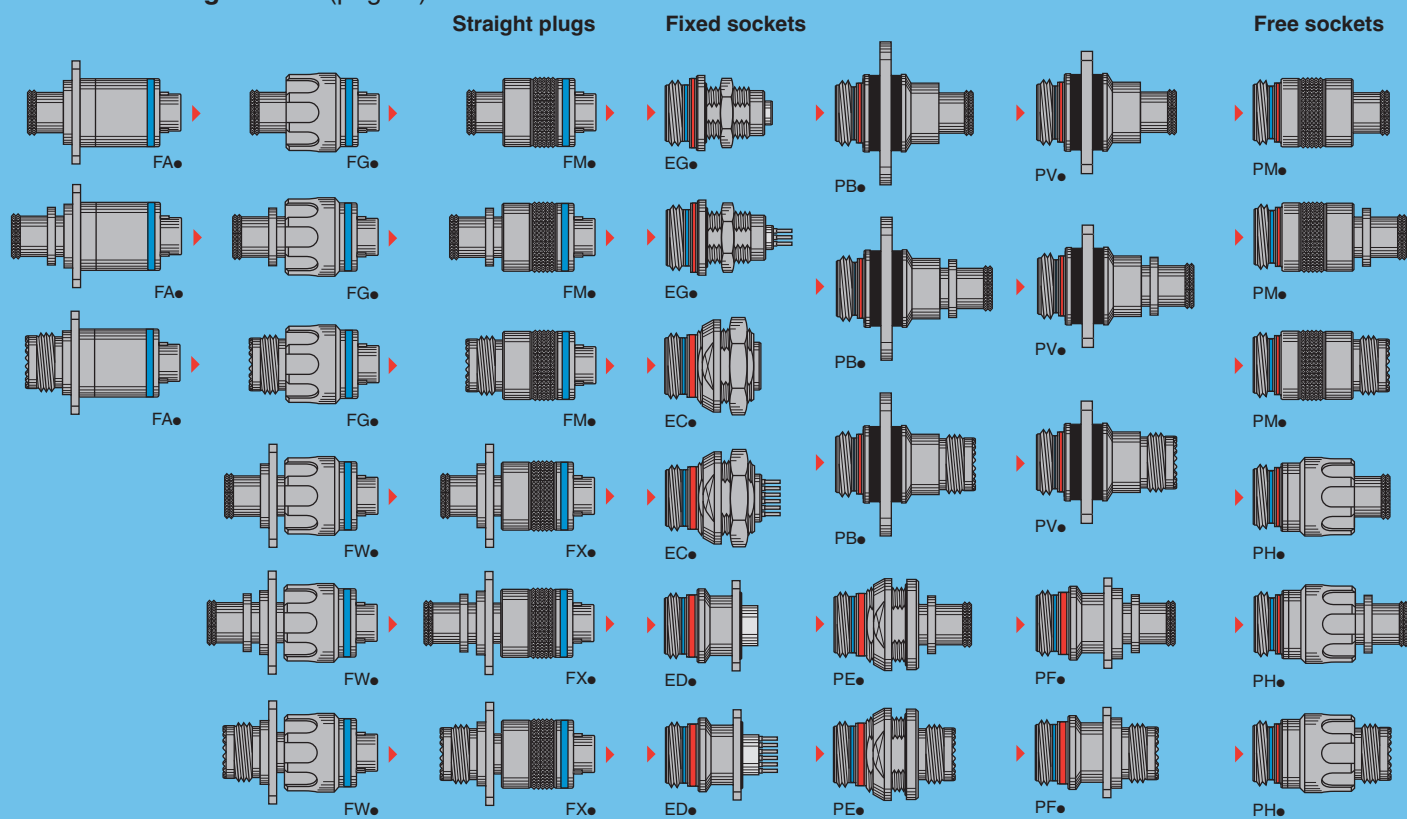 Straight plugs Fixed sockets Free sockets
FA● FG● FM● EG● PB● PV● PM●
FA● FG● FM● EG● PB● PV● PM●
FA● FG● FM● EC● PB● PV● PM●
FW● FX● EC● PH●
FW● FX● ED● PE● PF● PH●
FW● FX● ED● PE● PF● PH●